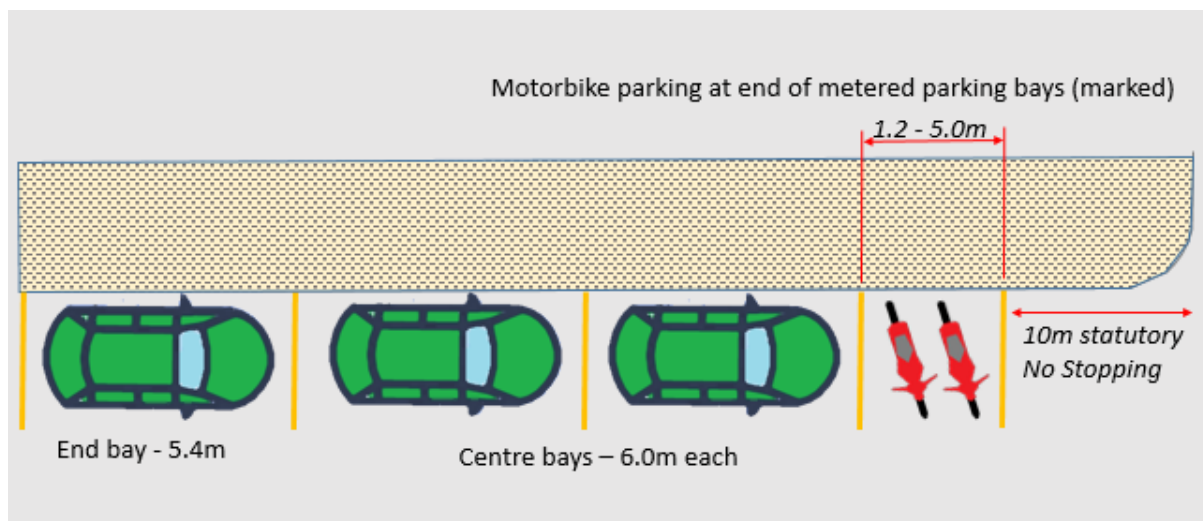 Motorbike parking at end of metered parking bays (marked)
1.2 - 5.0m
10m statutory
No Stopping
End bay - 5.4m
Centre bays – 6.0m each